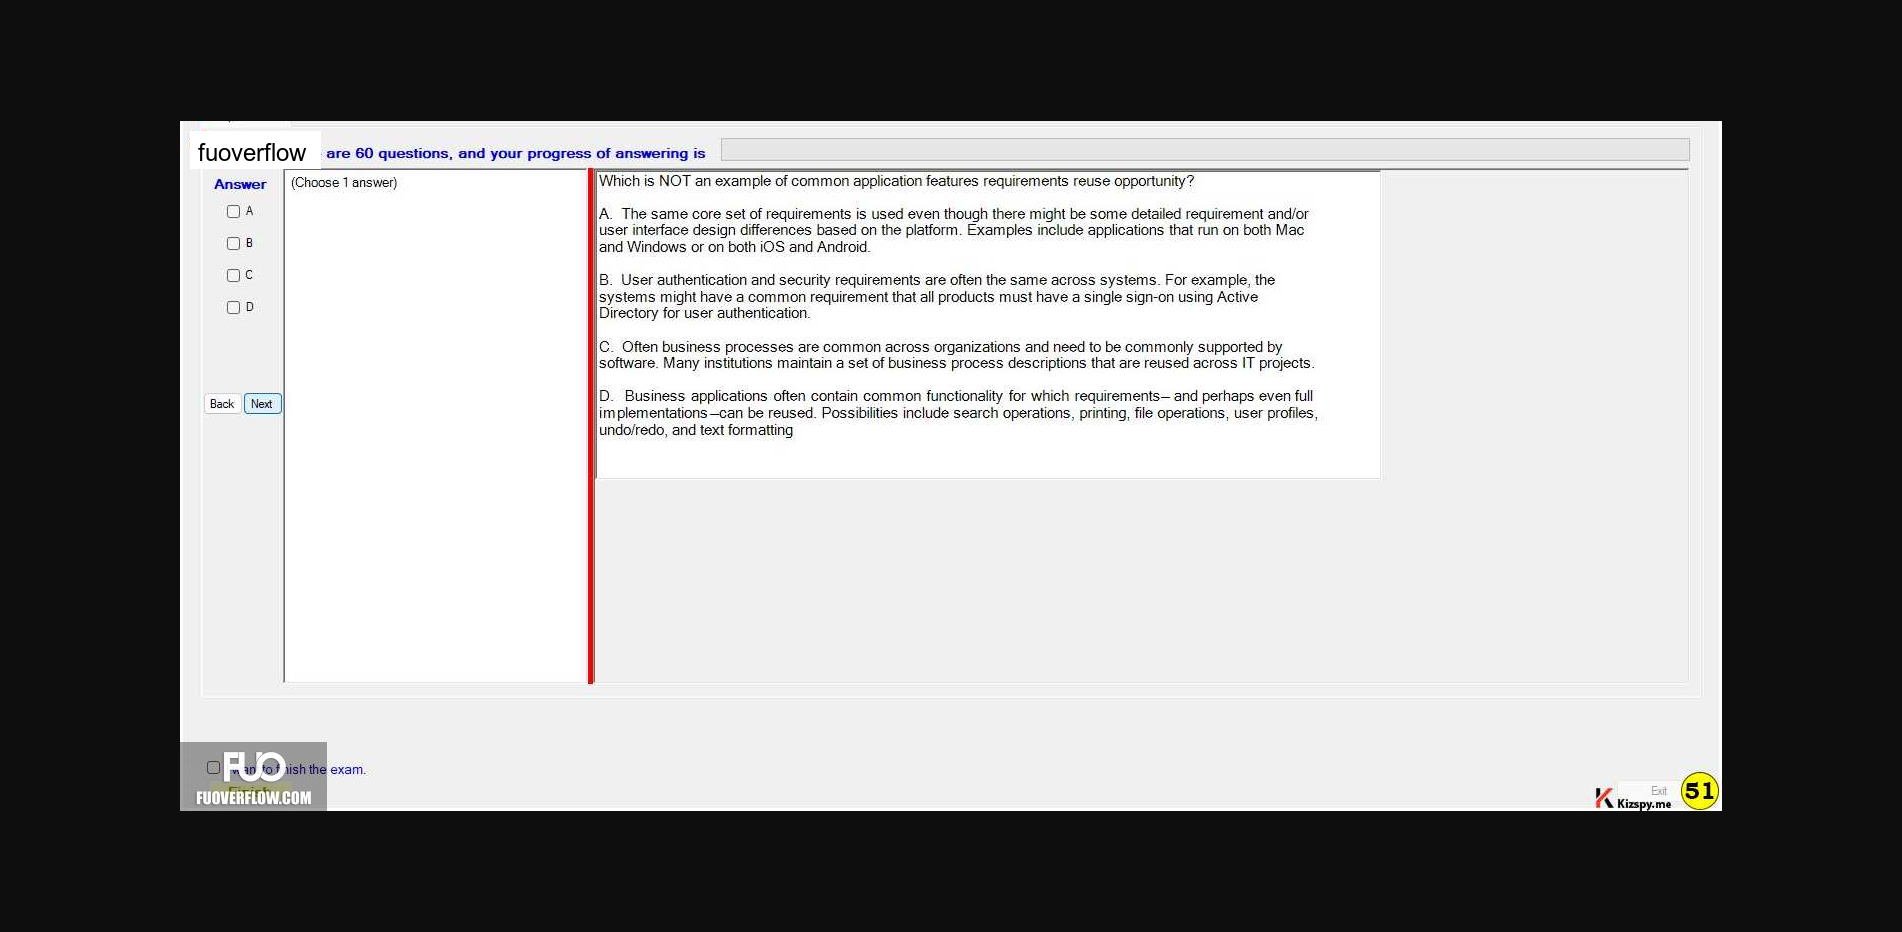 fuoverflow are 60 questions, and your progress of answering is
Answer
A
B
C
D
Back Next
(Choose 1 answer)
Which is NOT an example of common application features requirements reuse opportunity?
A. The same core set of requirements is used even though there might be some detailed requirement and/or
user interface design differences based on the platform. Examples include applications that run on both Mac
and Windows or on both iOS and Android.
B. User authentication and security requirements are often the same across systems. For example, the
systems might have a common requirement that all products must have a single sign-on using Active
Directory for user authentication.
C. Often business processes are common across organizations and need to be commonly supported by
software. Many institutions maintain a set of business process descriptions that are reused across IT projects.
D. Business applications often contain common functionality for which requirements– and perhaps even full
implementations–can be reused. Possibilities include search operations, printing, file operations, user profiles,
undo/redo, and text formatting
FUO
the exam.
FUOVERFLOW.COM
Exit
Kizspy.me
51